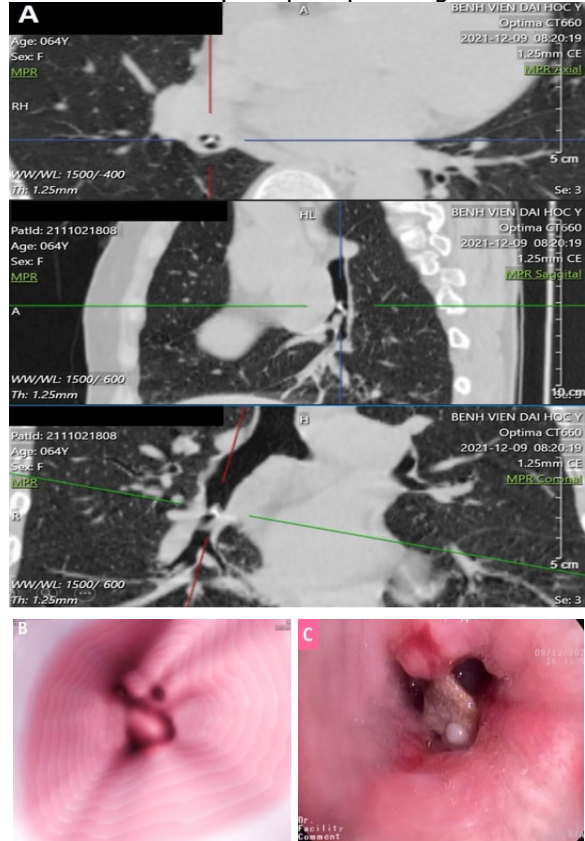 A
A
BENH VIEN DAI HOC Y
Optima CT660
2021-12-09 08:20:19
1.25mm CE
MPR Axial
Age: 064Y
Sex: F
MPR
RH
5 cm
WW/WL: 1500/-400
Th: 1.25mm
Se: 3
HL
BENH VIEN DAI HOC Y
Optima CT660
2021-12-09 08:20:19
1.25mm CE
MPR Saggital
PatId: 2111021808
Age: 064Y
Sex: F
MPR
A
WW/WL: 1500/-600
Th: 1.25mm
10 cm
H
BENH VIEN DAI HOC Y
Optima CT660
2021-12-09 08:20:19
1.25mm CE
MPR Coronal
PatId: 2111021808
Age: 064Y
Sex: F
MPR
R
5 cm
WW/WL: 1500/-600
Th: 1.25mm
Se: 3
B
C
Dr.
Facility
Comment